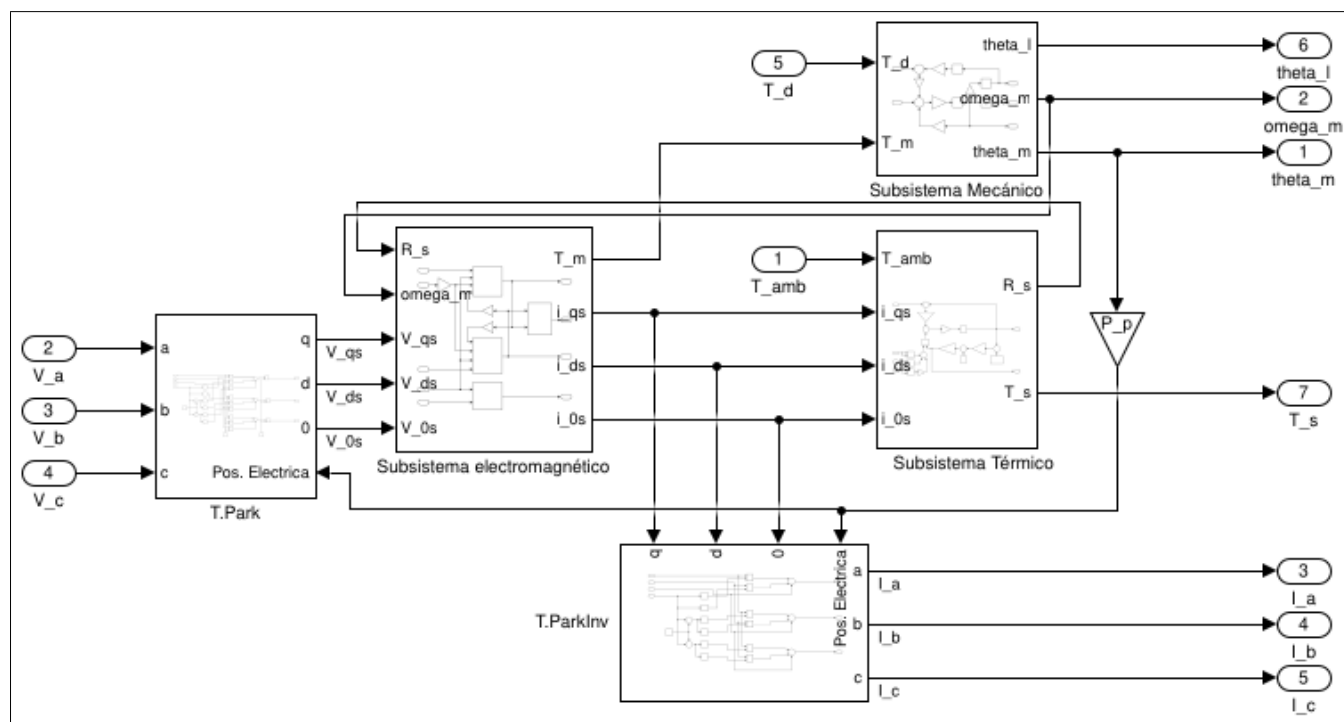 5
T_d
T_d
T_m
theta_l
omega_m
theta_m
Subsistema Mecánico
6
theta_l
2
omega_m
1
theta_m
R_s
omega_m
V_qs
V_ds
V_0s
T_m
i_qs
i_ds
i_0s
Subsistema electromagnético
1
T_amb
T_amb
i_qs
i_ds
i_0s
R_s
T_s
Subsistema Térmico
P_p
7
T_s
2
V_a
3
V_b
4
V_c
a
b
c
q
d
0
Pos. Electrica
T.Park
V_qs
V_ds
V_0s
q
d
0
Pos. Electrica
a
b
c
T.ParkInv
I_a
I_b
I_c
3
I_a
4
I_b
5
I_c